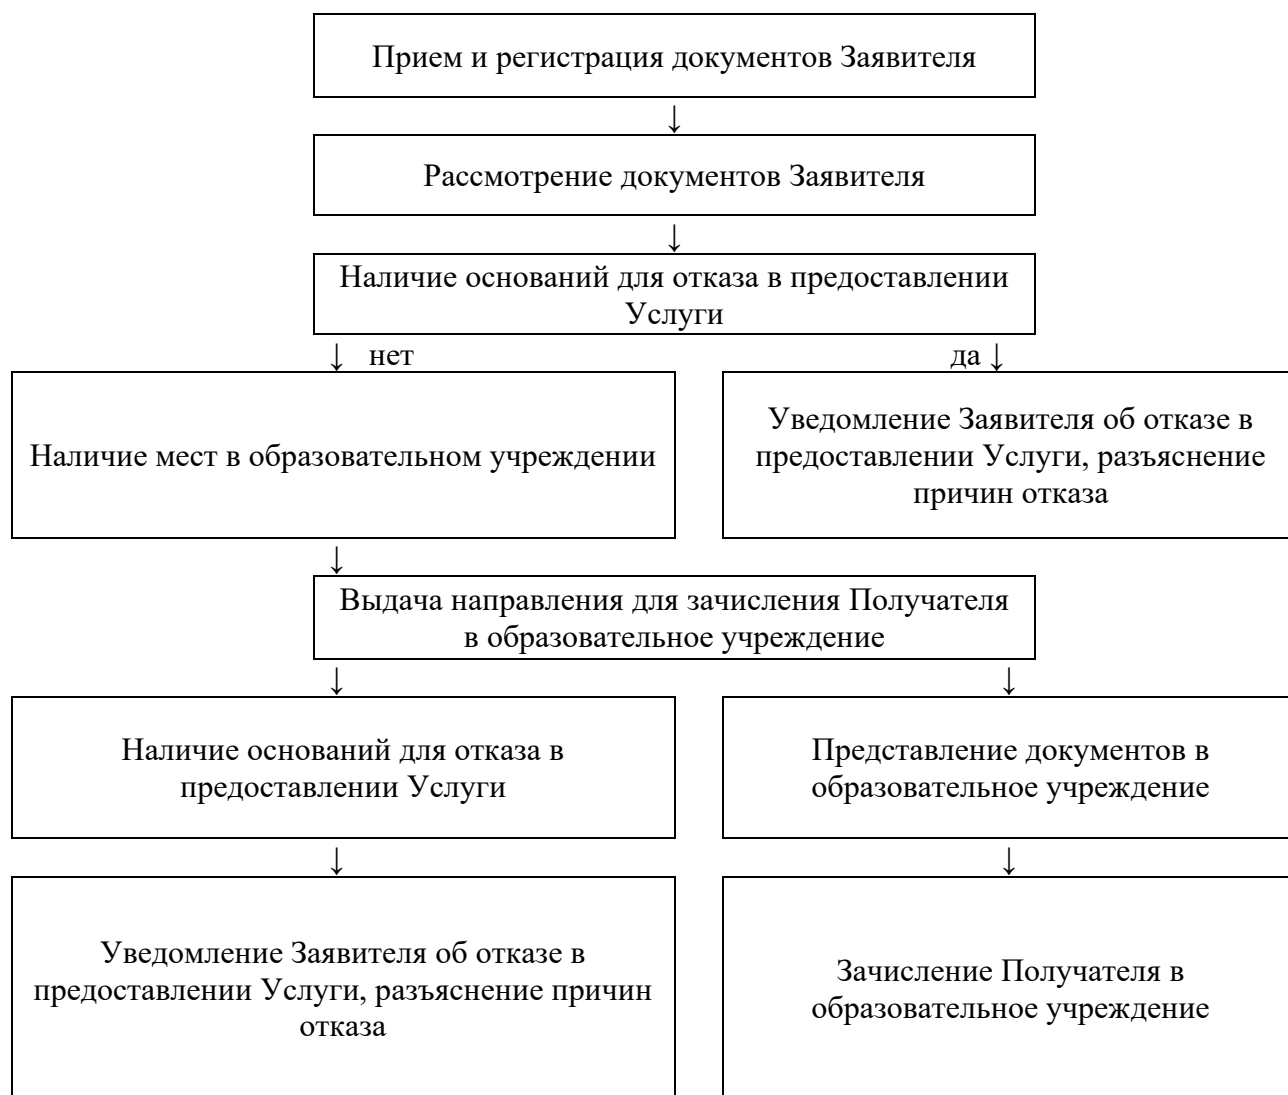 Прием и регистрация документов Заявителя
↓
Рассмотрение документов Заявителя
↓
Наличие оснований для отказа в предоставлении
Услуги
↓ нет
да ↓
Наличие мест в образовательном учреждении
Уведомление Заявителя об отказе в
предоставлении Услуги, разъяснение
причин отказа
↓
Выдача направления для зачисления Получателя
в образовательное учреждение
↓
↓
Наличие оснований для отказа в
предоставлении Услуги
Представление документов в
образовательное учреждение
↓
↓
Уведомление Заявителя об отказе в
предоставлении Услуги, разъяснение причин
отказа
Зачисление Получателя в
образовательное учреждение